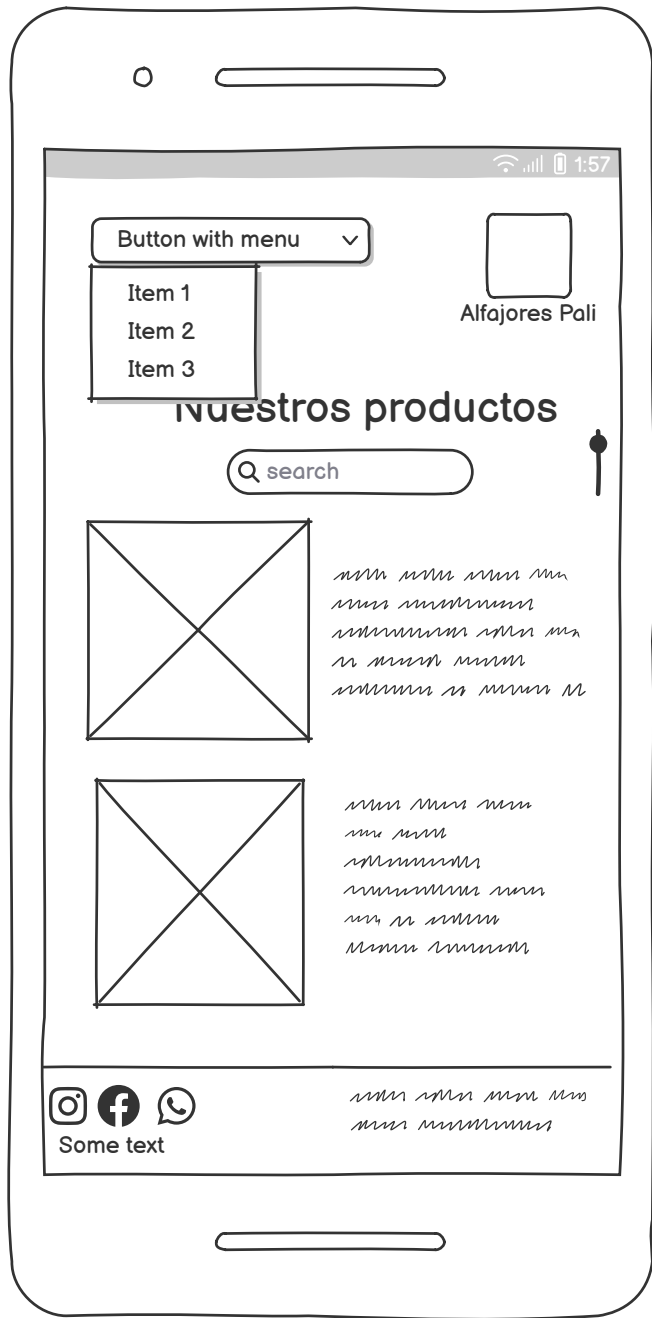 1:57
Button with menu
Alfajores Pali
Item 1
Item 2
Item 3
Nuestros productos
search
Some text